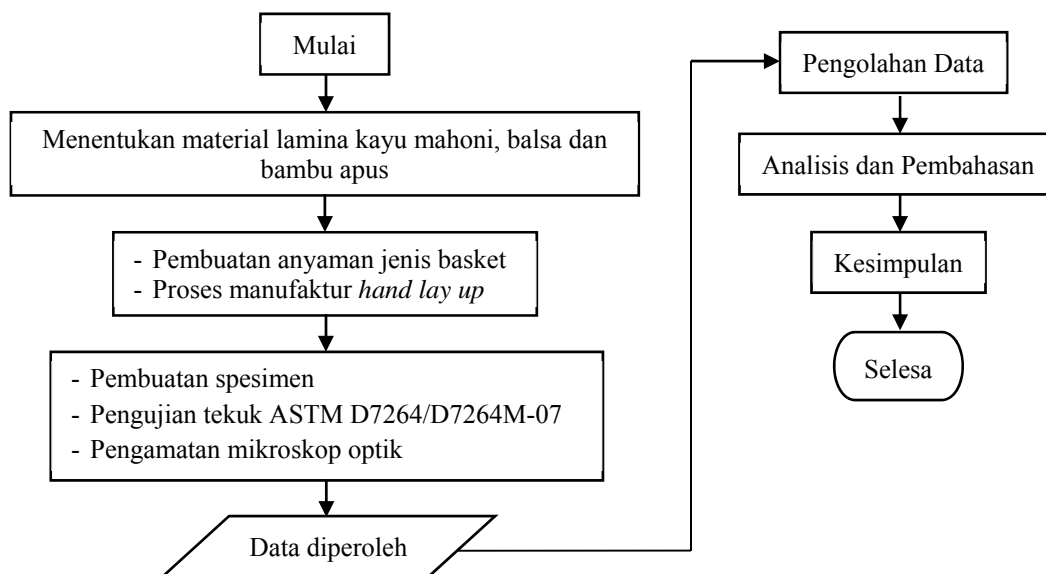 Mulai
Menentukan material lamina kayu mahoni, balsa dan
bambu apus
- Pembuatan anyaman jenis basket
- Proses manufaktur hand lay up
- Pembuatan spesimen
- Pengujian tekuk ASTM D7264/D7264M-07
- Pengamatan mikroskop optik
Data diperoleh
Pengolahan Data
Analisis dan Pembahasan
Kesimpulan
Selesa